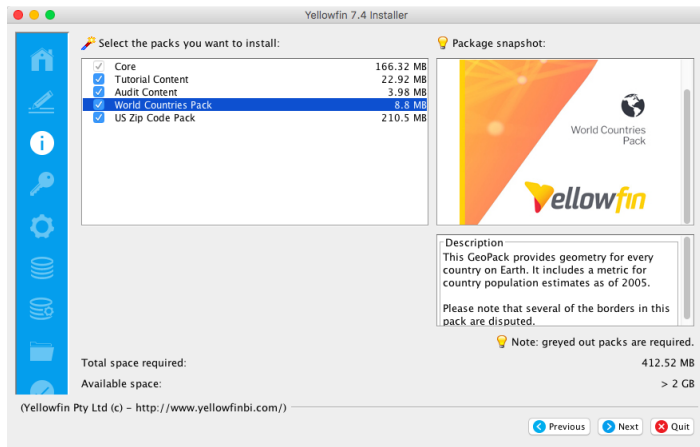 Yellowfin 7.4 Installer
Select the packs you want to install:
Core 166.32 MB
Tutorial Content 22.92 MB
Audit Content 3.98 MB
World Countries Pack 8.8 MB
US Zip Code Pack 210.5 MB
Package snapshot:
World Countries
Pack
Yellowfin
Description
This GeoPack provides geometry for every
country on Earth. It includes a metric for
country population estimates as of 2005.
Please note that several of the borders in this
pack are disputed.
Note: greyed out packs are required.
Total space required: 412.52 MB
Available space: > 2 GB
(Yellowfin Pty Ltd (c) - http://www.yellowfinbi.com/)
Previous Next Quit